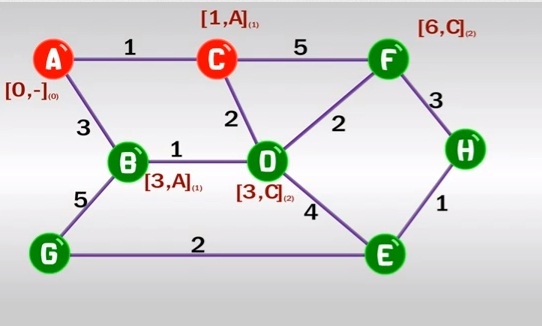 [1,A](1)
[6,C](2)
1
5
A
C
F
[0,-](0)
3
2
2
3
1
B
D
H
[3,A](1)
[3,C](2)
5
4
1
2
G
E